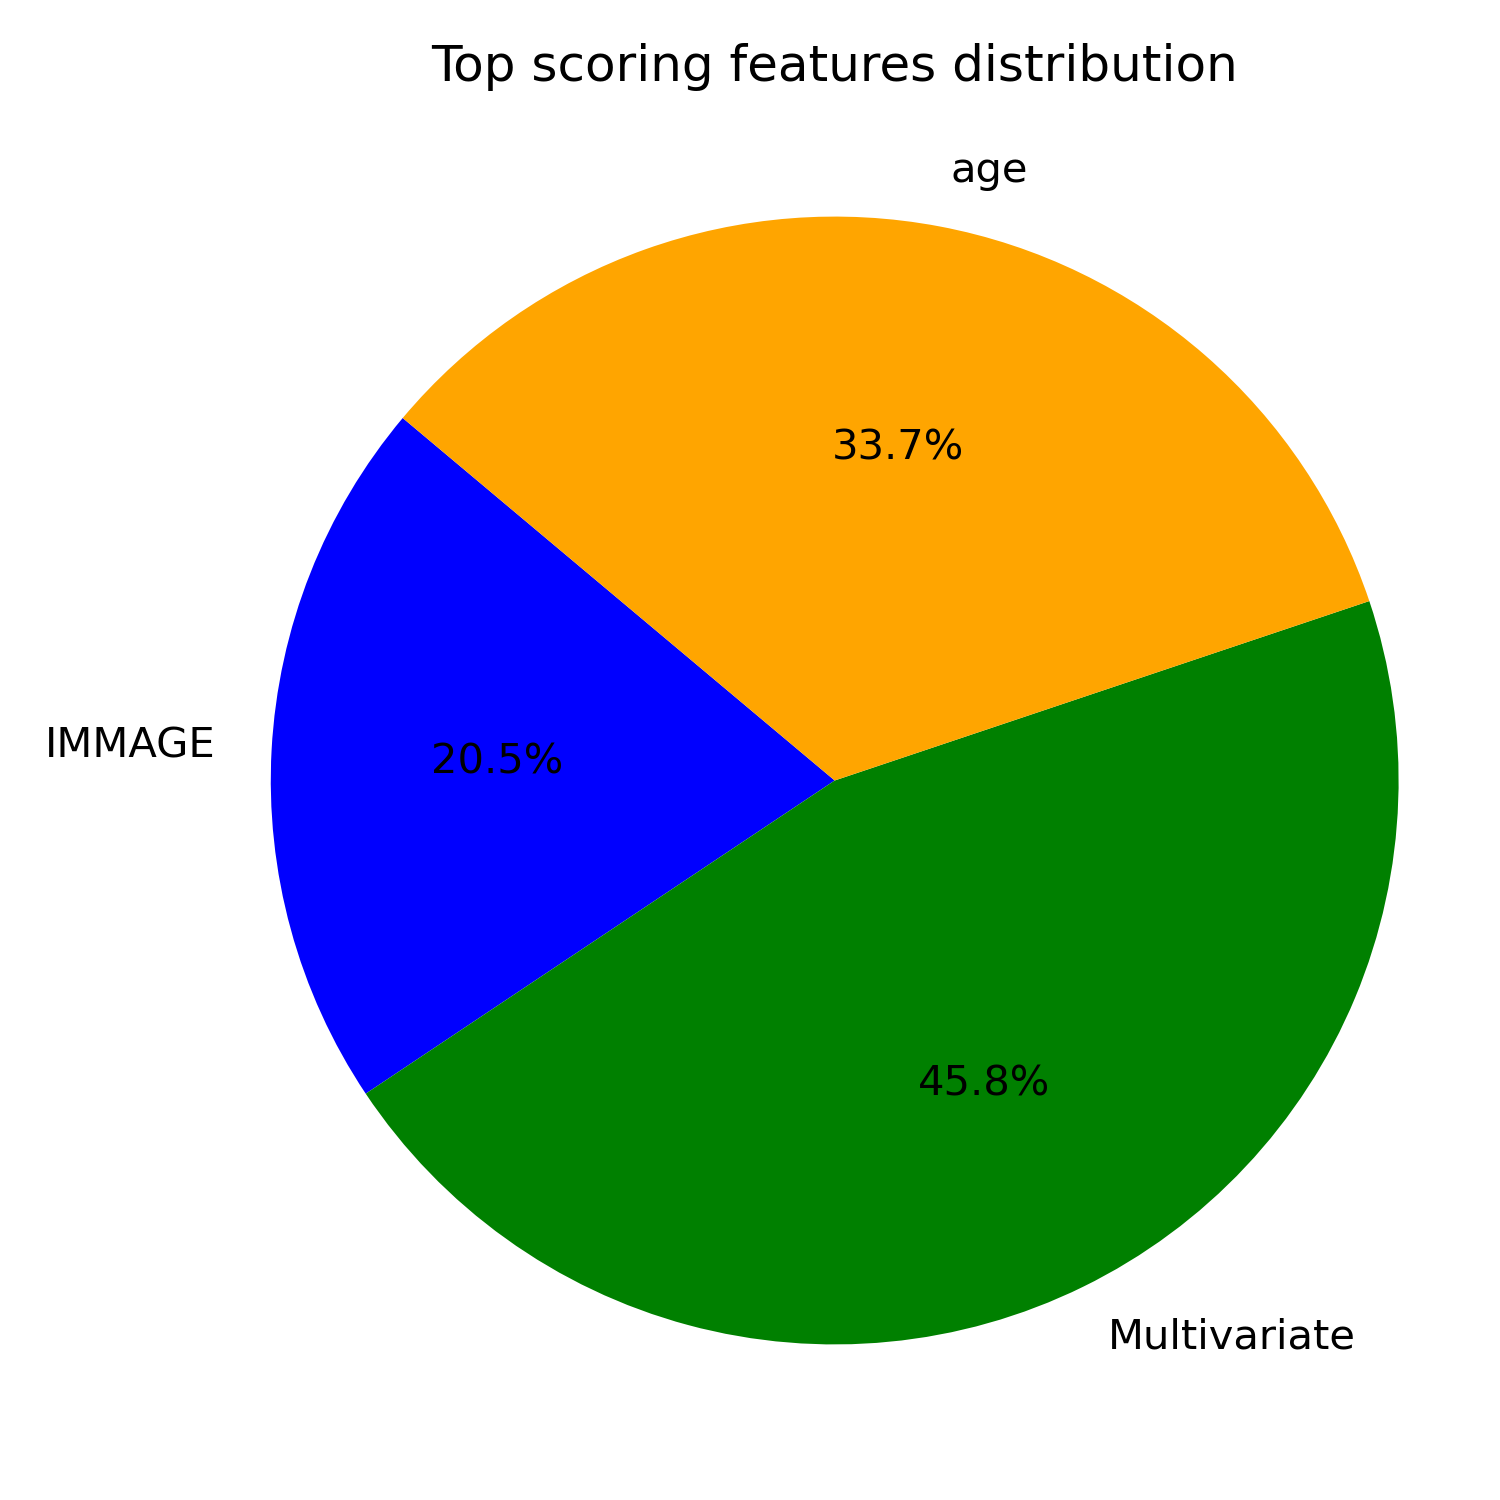 Top scoring features distribution
age
33.7%
IMMAGE
20.5%
45.8%
Multivariate